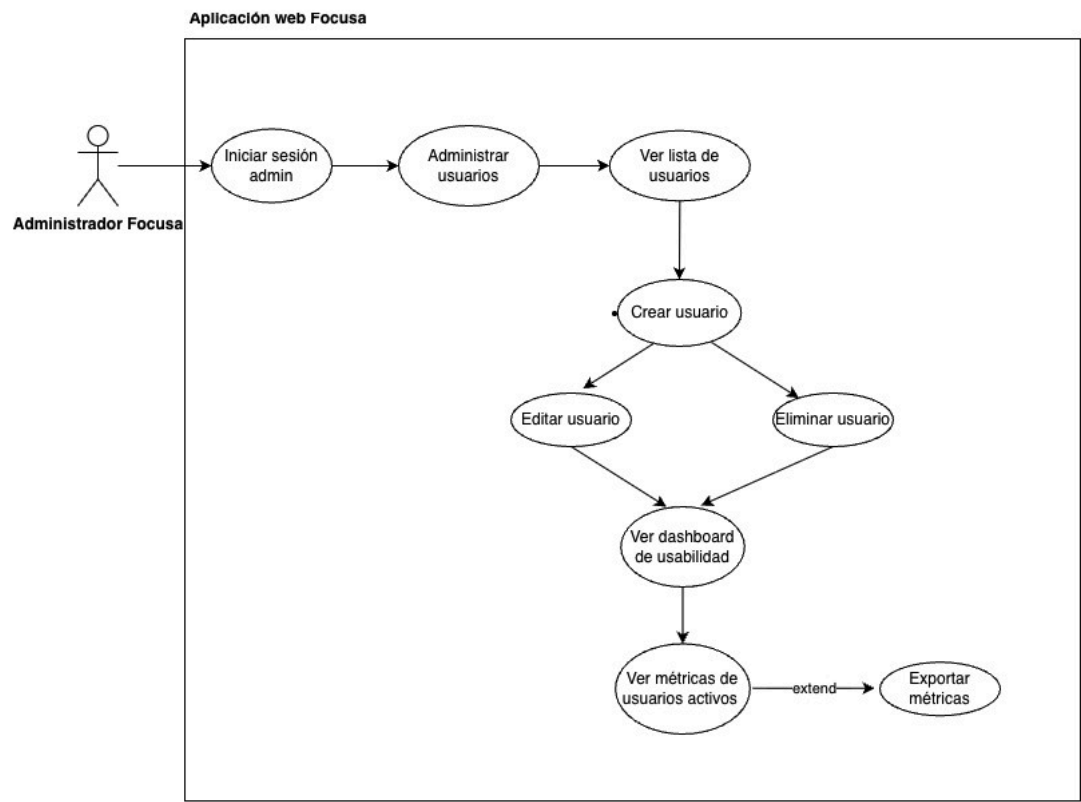 Aplicación web Focusa
Iniciar sesión
admin
Administrar
usuarios
Ver lista de
usuarios
Administrador Focusa
Crear usuario
Editar usuario
Eliminar usuario
Ver dashboard
de usabilidad
Ver métricas de
usuarios activos
extend
Exportar
métricas